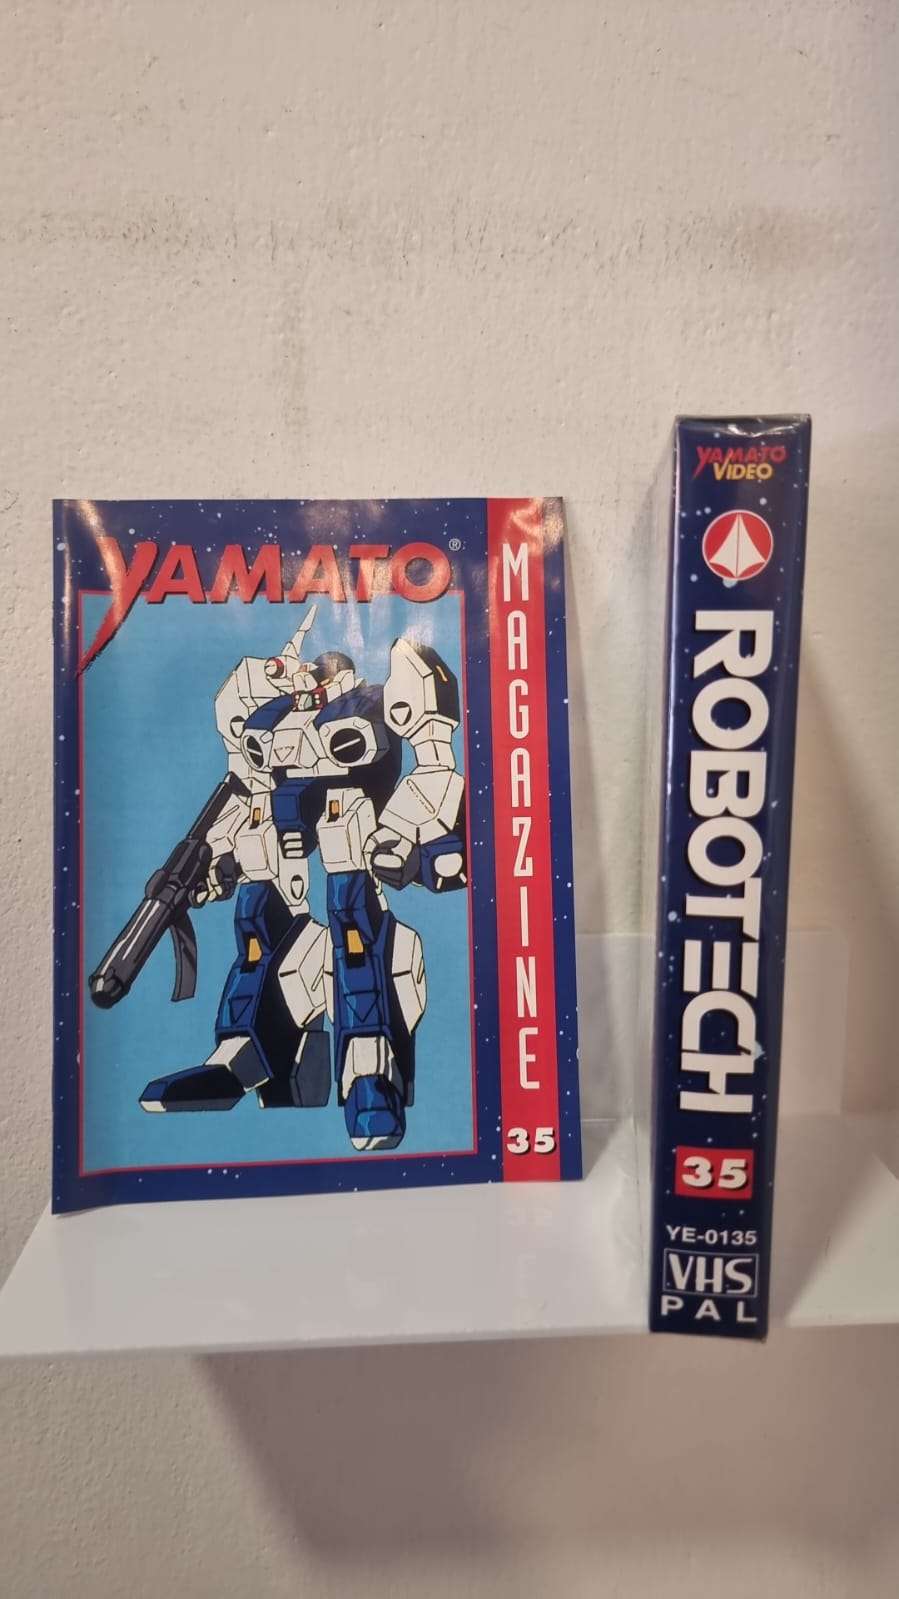 YAMATO®
MAGAZINE
35
YAMATO
VIDEO
ROBOTECH
35
YE-0135
VHS
PAL